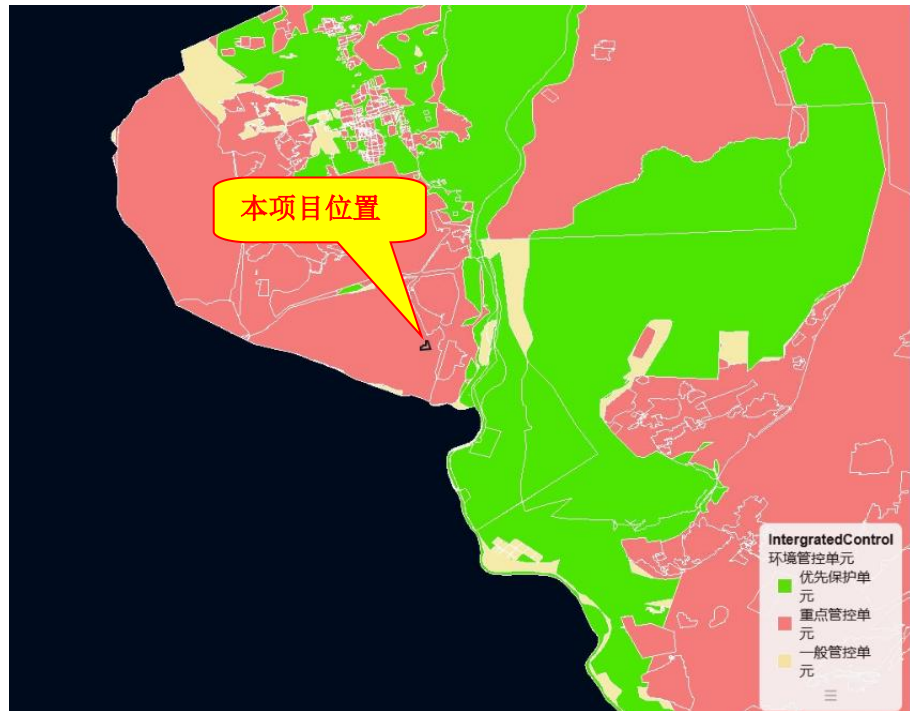 本项目位置
IntergratedControl
环境管控单元
优先保护单
元
重点管控单
元
一般管控单
元